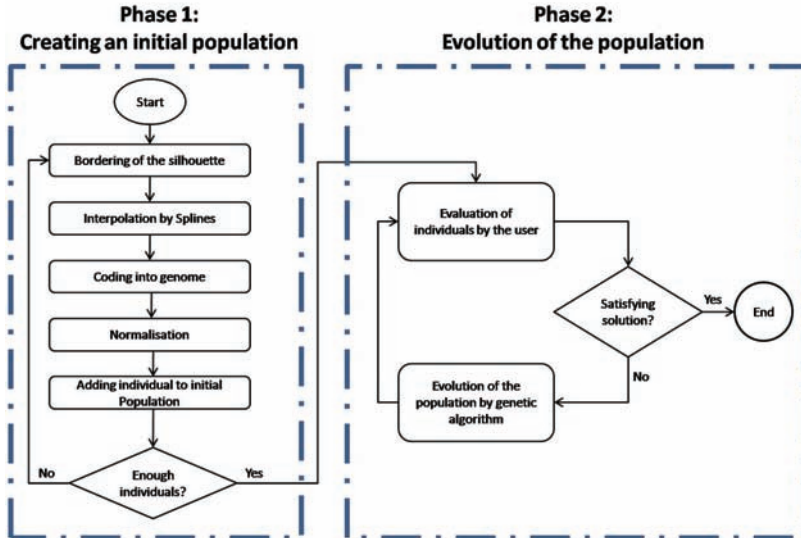 Phase 1:
Creating an initial population
Start
Bordering of the silhouette
Interpolation by Splines
Coding into genome
Normalisation
Adding individual to initial
Population
Enough
individuals?
No
Yes
Phase 2:
Evolution of the population
Evaluation of
individuals by the user
Satisfying
solution?
Yes
End
No
Evolution of the
population by genetic
algorithm